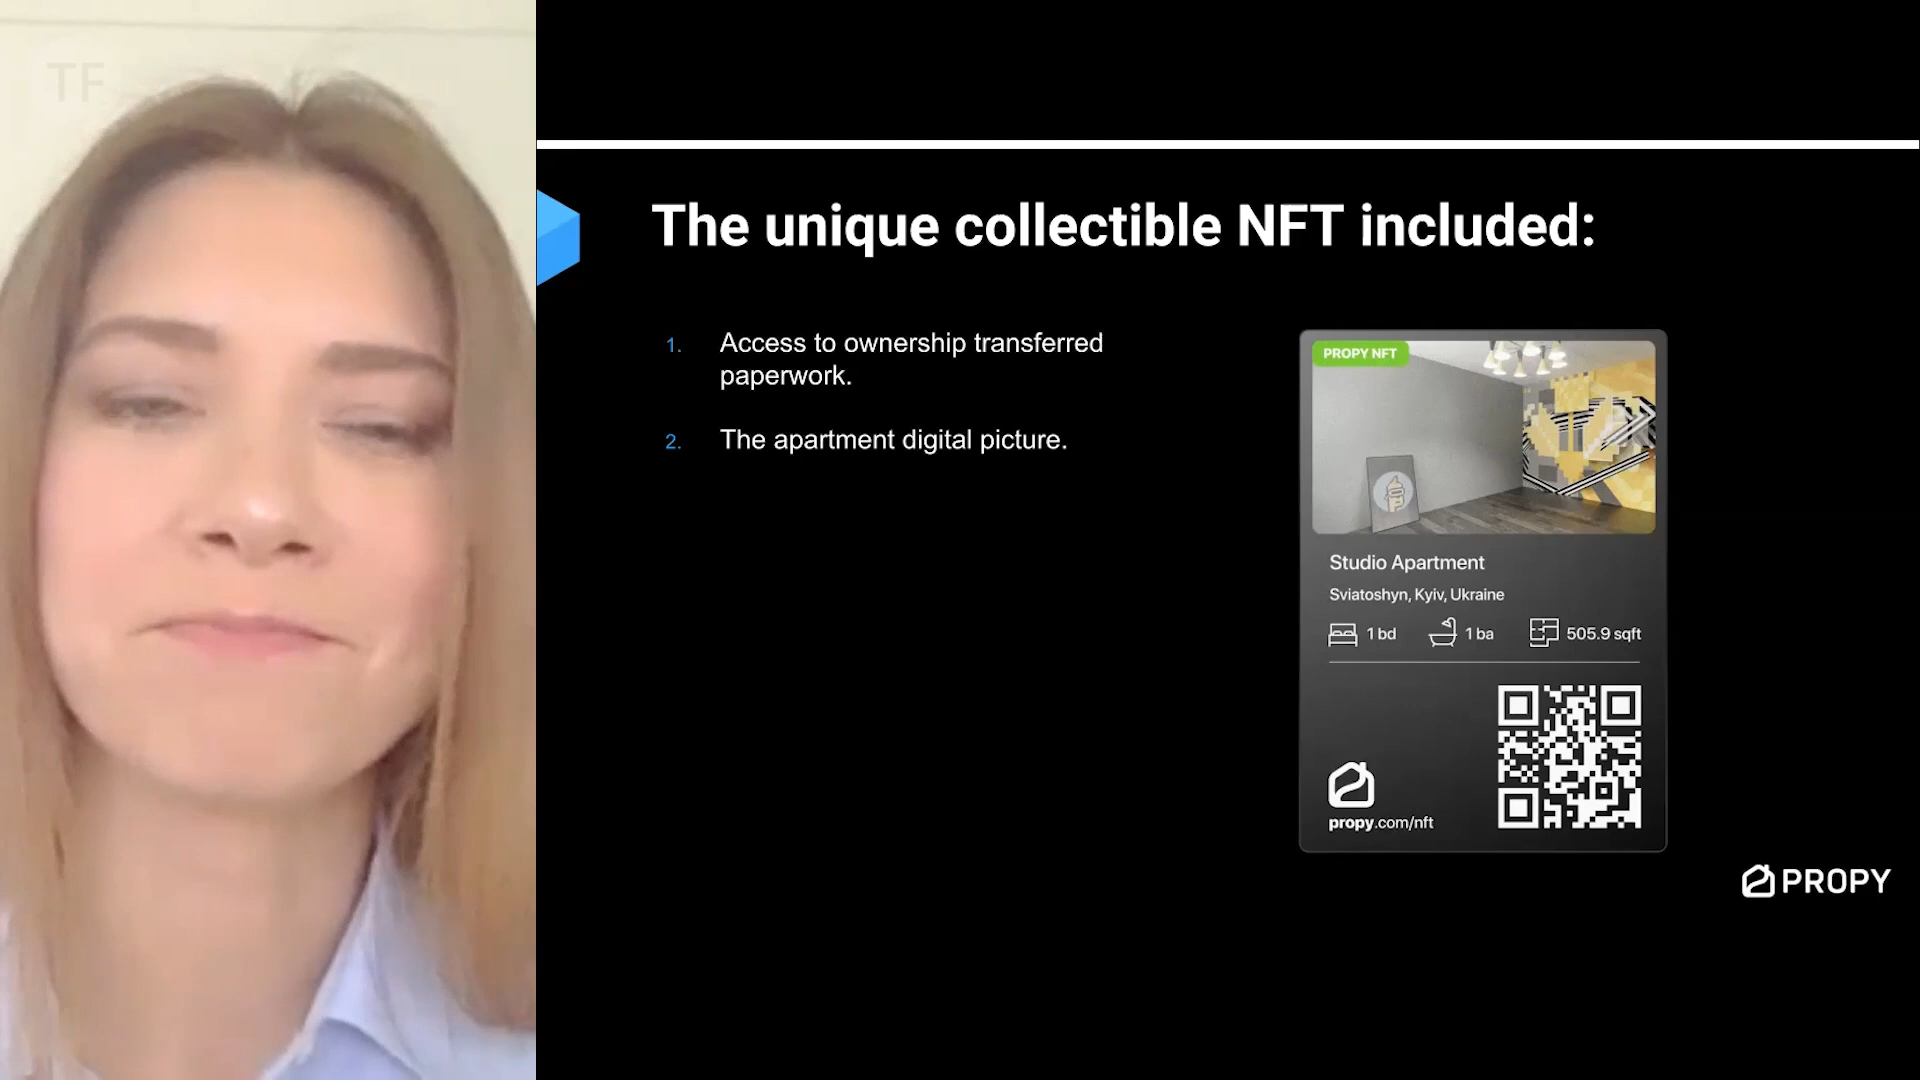 TF
The unique collectible NFT included:
1. Access to ownership transferred
paperwork.
2. The apartment digital picture.
PROPY NFT
Studio Apartment
Sviatoshyn, Kyiv, Ukraine
1 bd 1 ba 505.9 sqft
propy.com/nft
PROPY